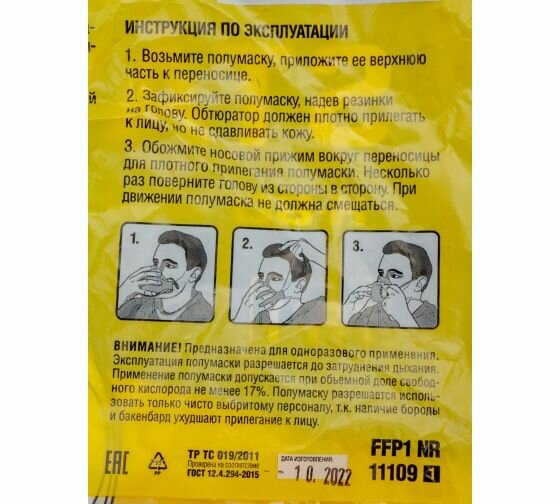 ИНСТРУКЦИЯ ПО ЭКСПЛУАТАЦИИ
1. Возьмите полумаску, приложите ее верхнюю
часть к переносице.
2. Зафиксируйте полумаску, надев резинки
на голову. Обтюратор должен плотно прилегать
к лицу, но не сдавливать кожу.
3. Обожмите носовой прижим вокруг переносицы
для плотного прилегания полумаски. Несколько
раз поверните голову из стороны в сторону. При
движении полумаска не должна смещаться.
1. 2. 3.
ВНИМАНИЕ! Предназначена для одноразового применения.
Эксплуатация полумаски разрешается до затруднения дыхания.
Применение полумаски допускается при объемной доле свобод-
ного кислорода не менее 17%. Полумаску разрешается исполь-
зовать только чисто выбритому персоналу, т.к. наличие бороды
и бакенбард ухудшают прилегание к лицу.
ЕАС
ТР ТС 019/2011
Проверена на соответствие
ГОСТ 12.4.294-2015
ДАТА ИЗГОТОВЛЕНИЯ:
- 10. 2022
FFP1 NR
11109